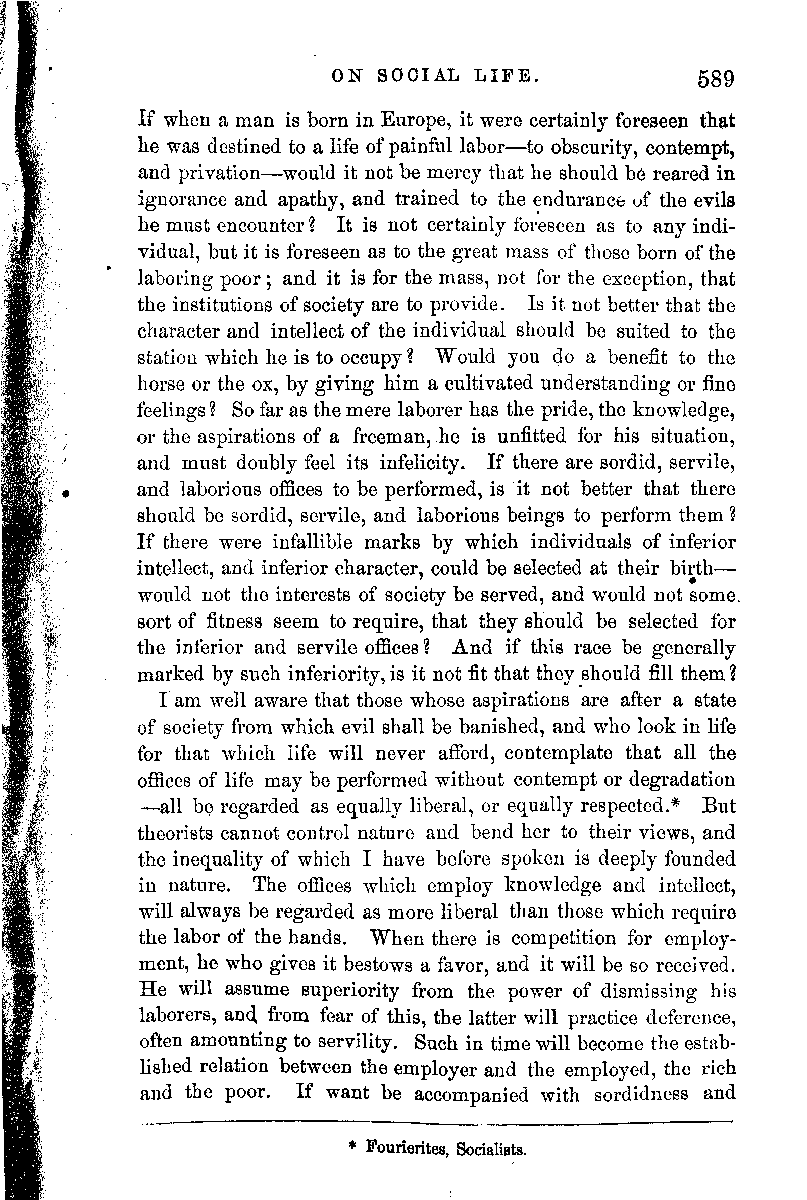 ON SOCIAL LIFE. 589
If when a man is born in Europe, it were certainly foreseen that
he was destined to a life of painful labor—to obscurity, contempt,
and privation—would it not be mercy that he should be reared in
ignorance and apathy, and trained to the endurance of the evils
he must encounter? It is not certainly foreseen as to any indi-
vidual, but it is foreseen as to the great mass of those born of the
laboring poor; and it is for the mass, not for the exception, that
the institutions of society are to provide. Is it not better that the
character and intellect of the individual should be suited to the
station which he is to occupy? Would you do a benefit to the
horse or the ox, by giving him a cultivated understanding or fine
feelings? So far as the mere laborer has the pride, the knowledge,
or the aspirations of a freeman, he is unfitted for his situation,
and must doubly feel its infelicity. If there are sordid, servile,
and laborious offices to be performed, is it not better that there
should be sordid, servile, and laborious beings to perform them?
If there were infallible marks by which individuals of inferior
intellect, and inferior character, could be selected at their birth—
would not the interests of society be served, and would not some
sort of fitness seem to require, that they should be selected for
the inferior and servile offices? And if this race be generally
marked by such inferiority, is it not fit that they should fill them?
I am well aware that those whose aspirations are after a state
of society from which evil shall be banished, and who look in life
for that which life will never afford, contemplate that all the
offices of life may be performed without contempt or degradation
—all be regarded as equally liberal, or equally respected.* But
theorists cannot control nature and bend her to their views, and
the inequality of which I have before spoken is deeply founded
in nature. The offices which employ knowledge and intellect,
will always be regarded as more liberal than those which require
the labor of the hands. When there is competition for employ-
ment, he who gives it bestows a favor, and it will be so received.
He will assume superiority from the power of dismissing his
laborers, and from fear of this, the latter will practice deference,
often amounting to servility. Such in time will become the estab-
lished relation between the employer and the employed, the rich
and the poor. If want be accompanied with sordidness and
* Fourierites, Socialists.